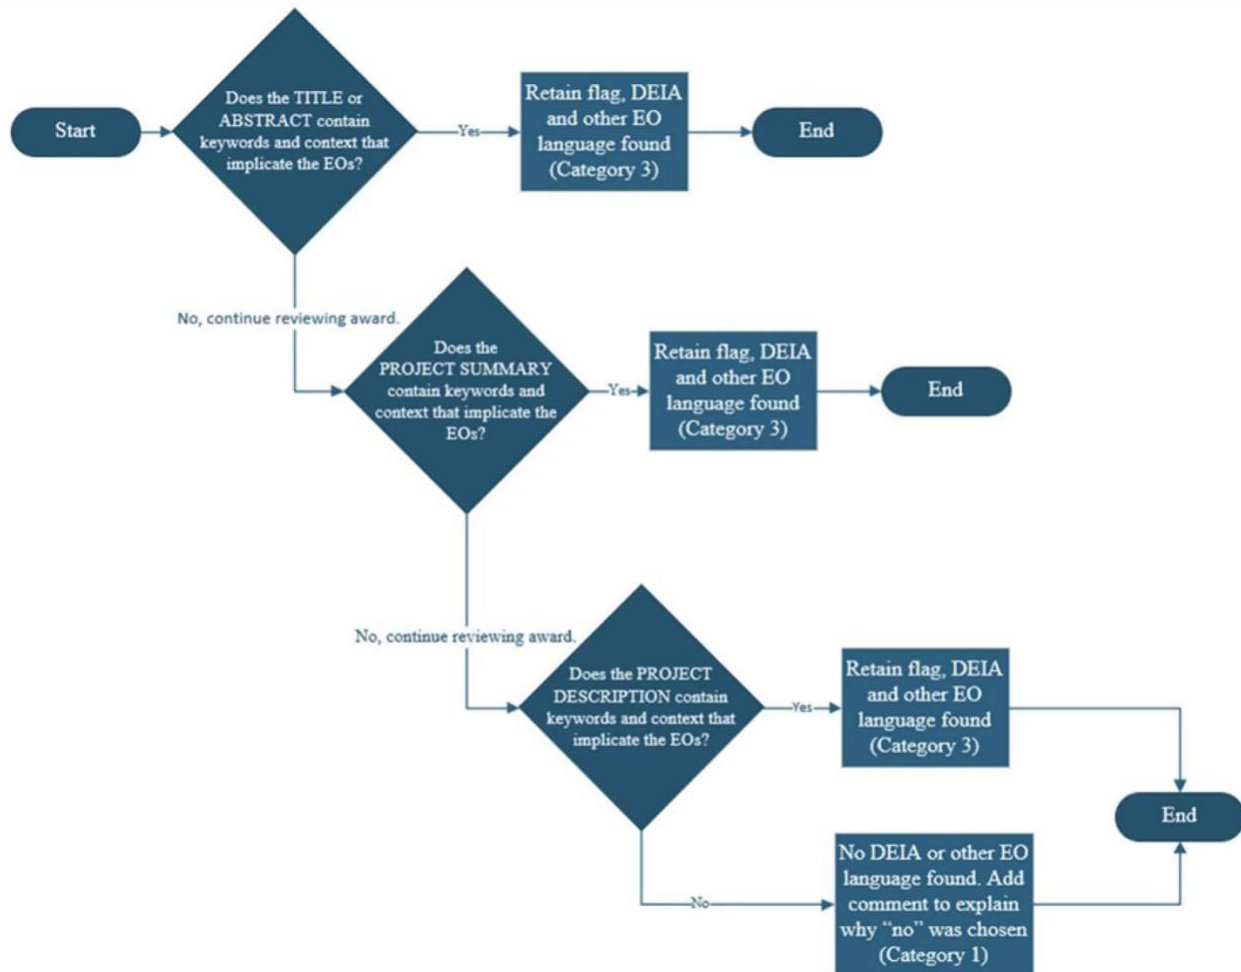 Start
Does the TITLE or
ABSTRACT contain
keywords and context that
implicate the EOs?
Yes
Retain flag, DEIA
and other EO
language found
(Category 3)
End
No, continue reviewing award.
Does the
PROJECT SUMMARY
contain keywords and
context that implicate the
EOs?
Yes
Retain flag, DEIA
and other EO
language found
(Category 3)
End
No, continue reviewing award.
Does the PROJECT
DESCRIPTION contain
keywords and context that
implicate the EOs?
Yes
Retain flag, DEIA
and other EO
language found
(Category 3)
No
No DEIA or other EO
language found. Add
comment to explain
why “no” was chosen
(Category 1)
End